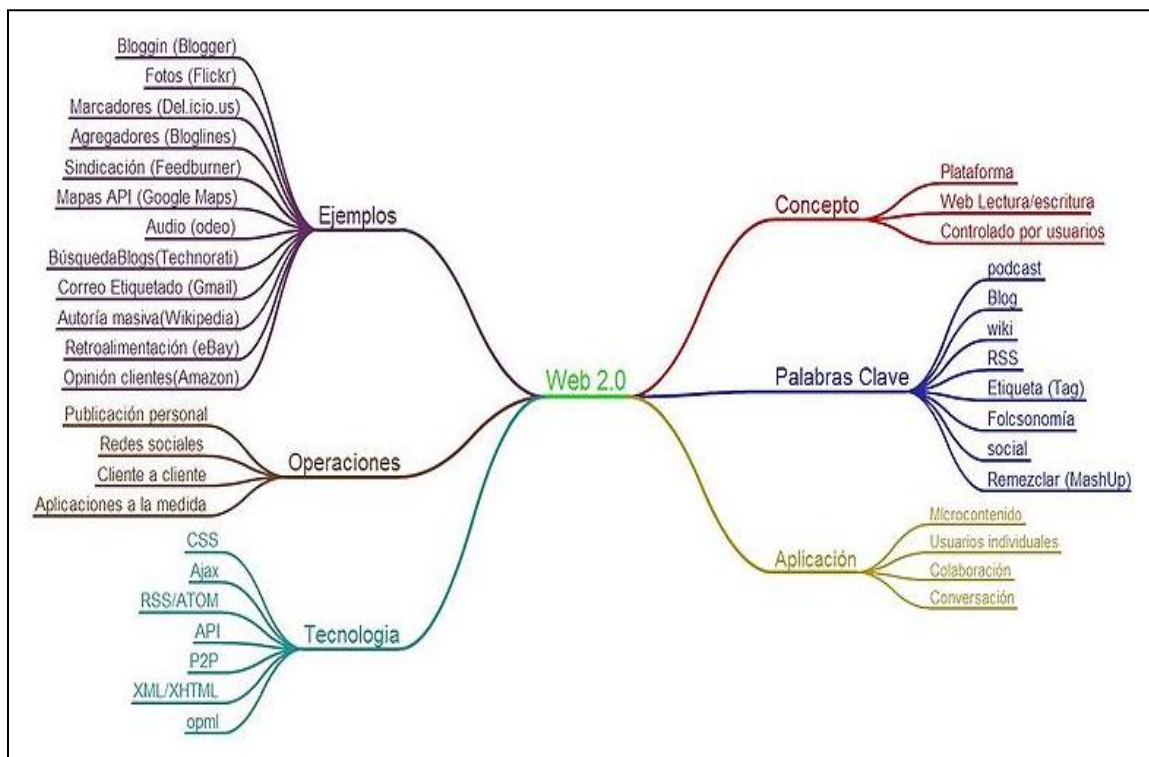 Web 2.0
Ejemplos
Bloggin (Blogger)
Fotos (Flickr)
Marcadores (Del.icio.us)
Agregadores (Bloglines)
Sindicación (Feedburner)
Mapas API (Google Maps)
Audio (odeo)
BúsquedaBlogs(Technorati)
Correo Etiquetado (Gmail)
Autoría masiva(Wikipedia)
Retroalimentación (eBay)
Opinión clientes(Amazon)
Operaciones
Publicación personal
Redes sociales
Cliente a cliente
Aplicaciones a la medida
Tecnologia
CSS
Ajax
RSS/ATOM
API
P2P
XML/XHTML
opml
Concepto
Plataforma
Web Lectura/escritura
Controlado por usuarios
Palabras Clave
podcast
Blog
wiki
RSS
Etiqueta (Tag)
Folcsonomía
social
Remezclar (MashUp)
Aplicación
Microcontenido
Usuarios individuales
Colaboración
Conversación